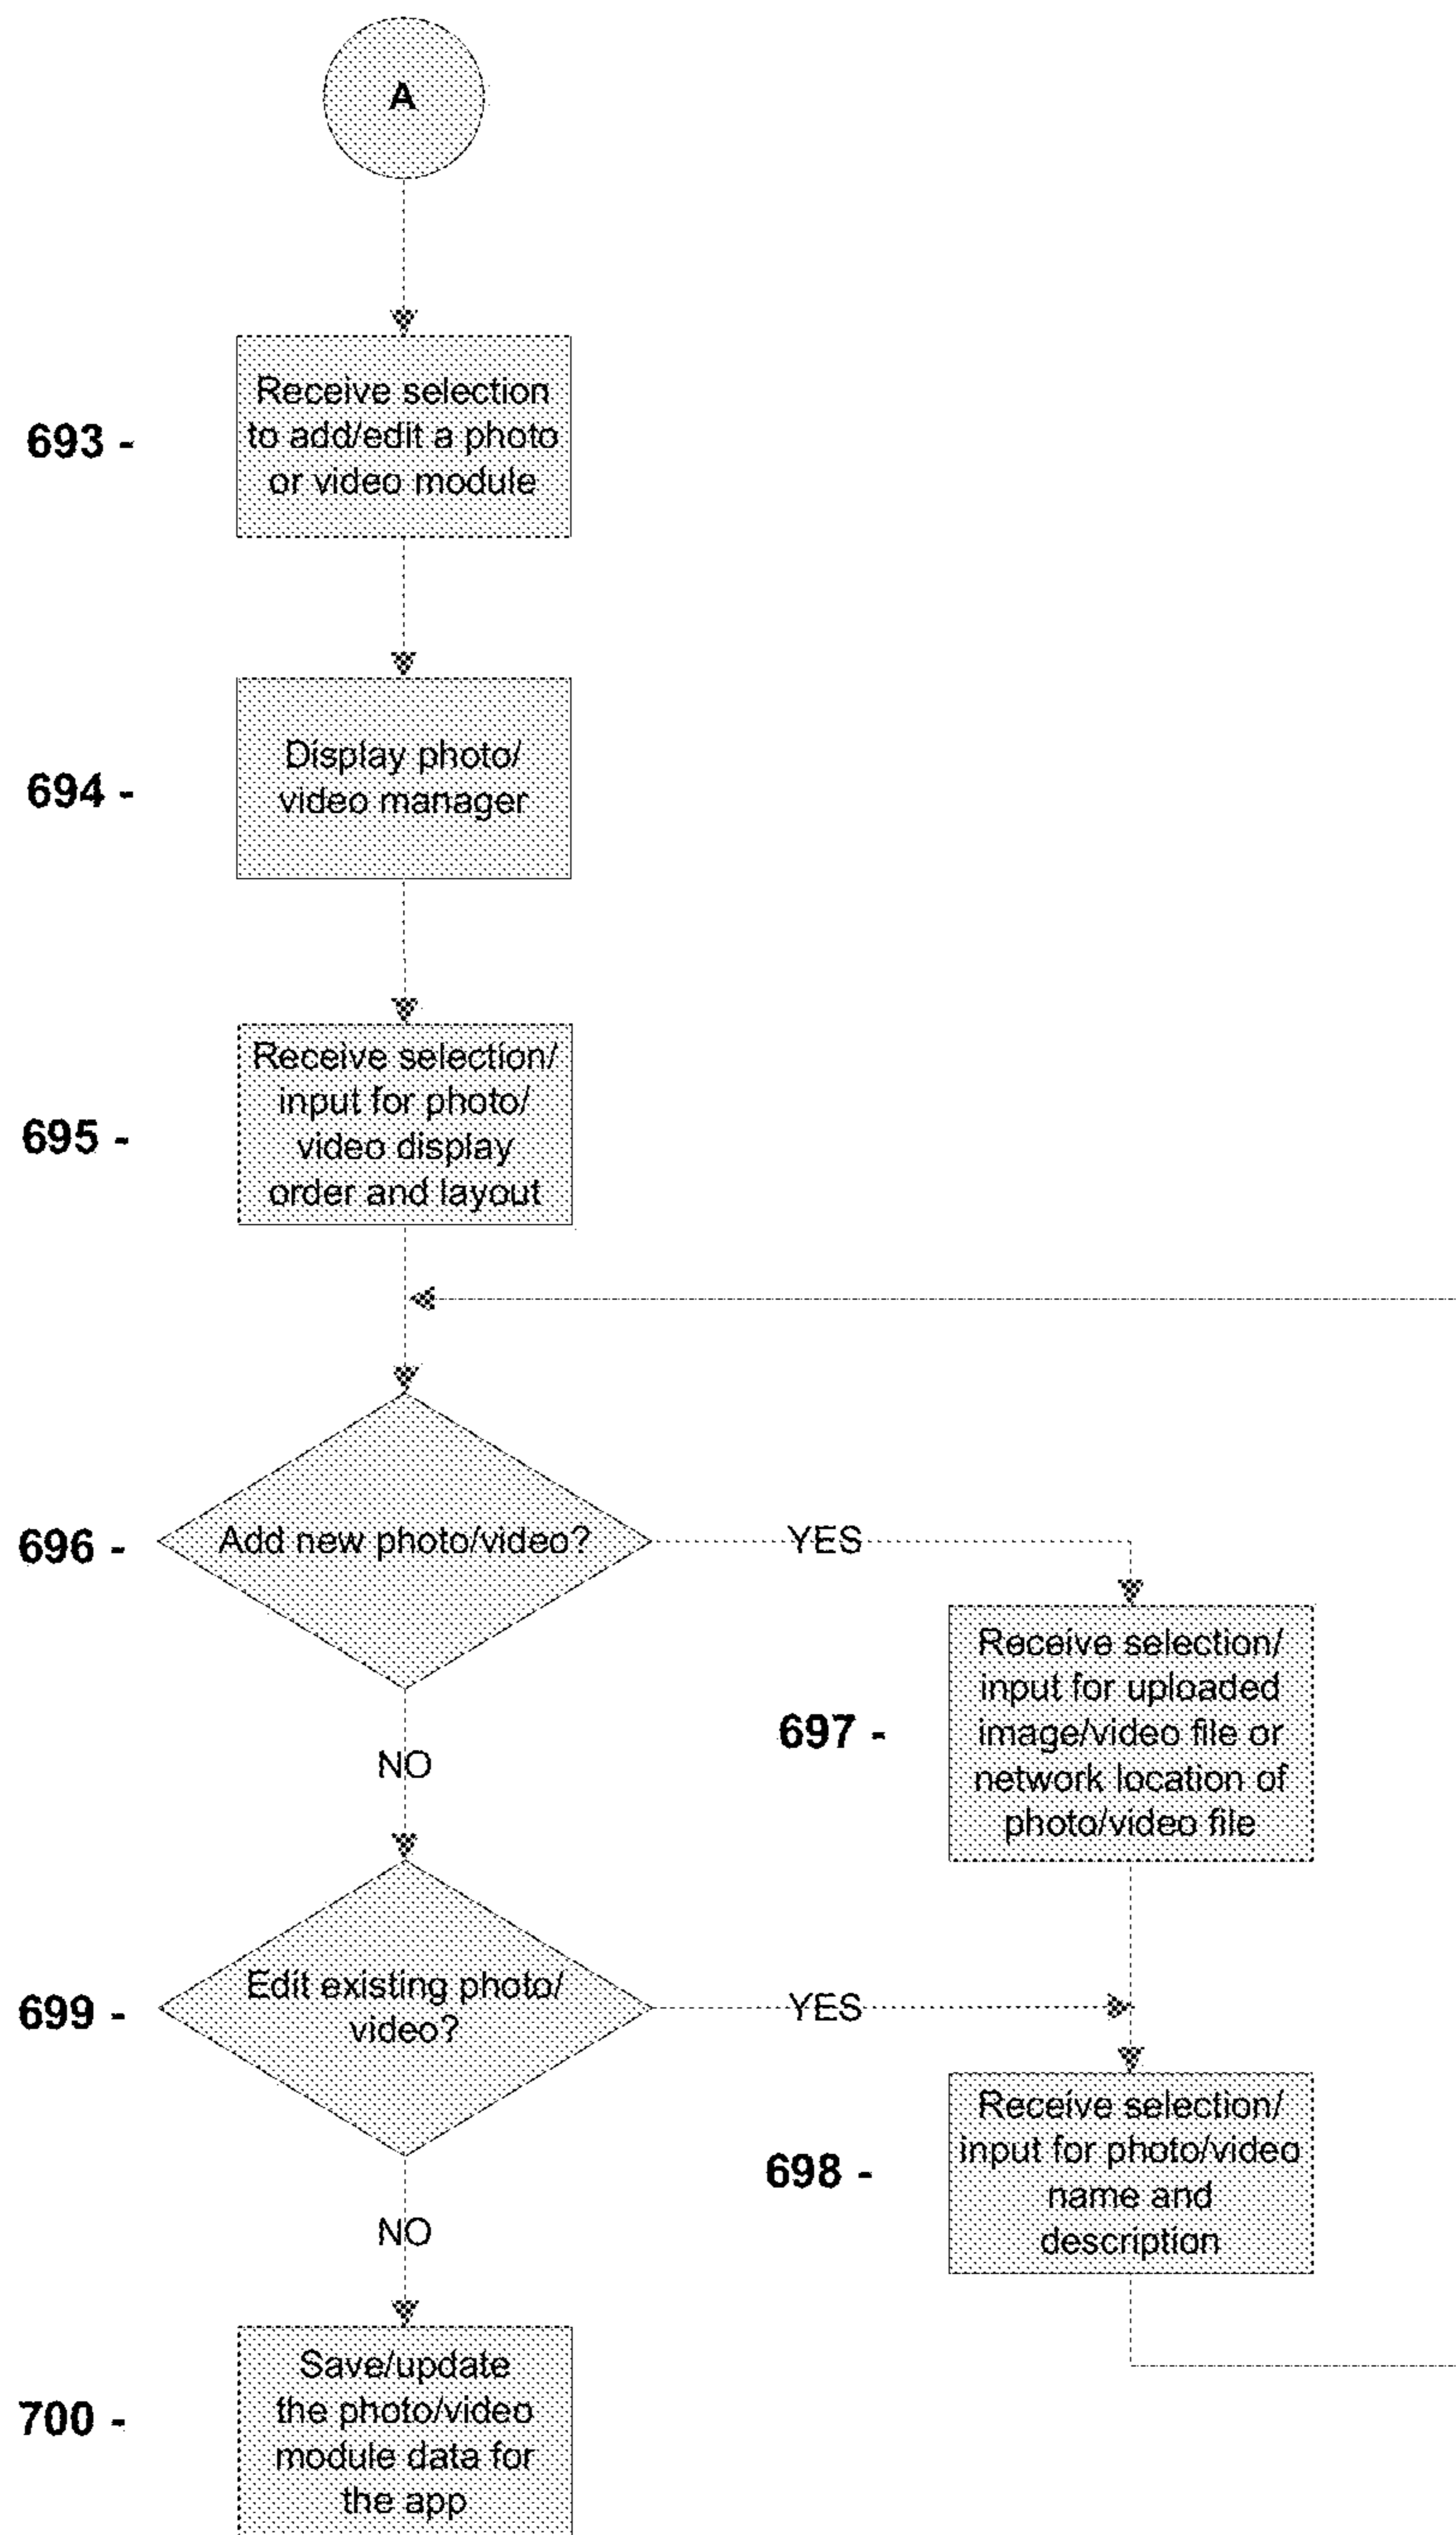 A
693 -
Receive selection
to add/edit a photo
or video module
694 -
Display photo/
video manager
695 -
Receive selection/
input for photo/
video display
order and layout
696 -
Add new photo/video?
YES
697 -
Receive selection/
input for uploaded
image/video file or
network location of
photo/video file
NO
699 -
Edit existing photo/
video?
YES
698 -
Receive selection/
input for photo/video
name and
description
NO
700 -
Save/update
the photo/video
module data for
the app